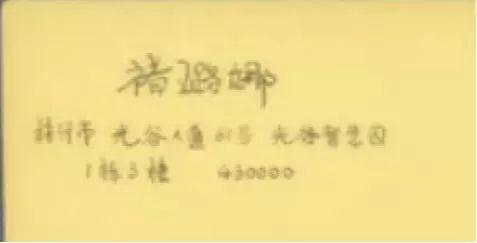 褚璐娜
市 光谷大道 61号 光谷智慧园
1栋3楼 430000